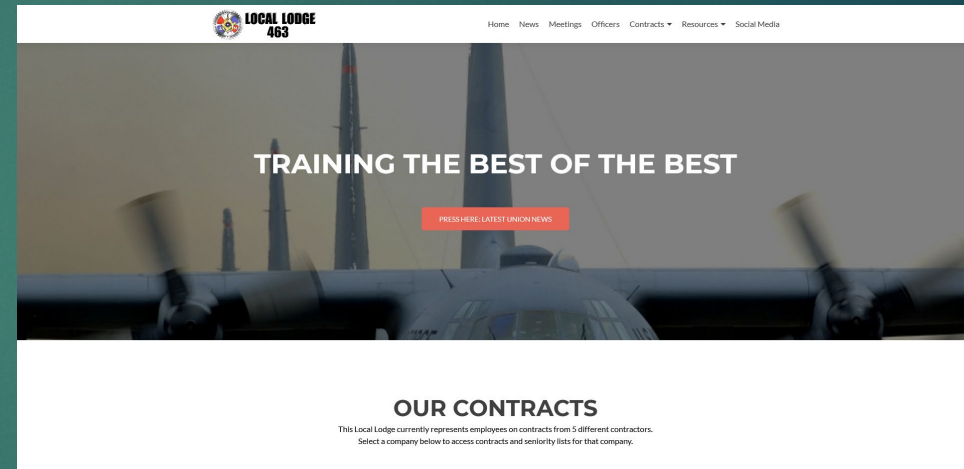 LOCAL LODGE
463
Home News Meetings Officers Contracts Resources Social Media
TRAINING THE BEST OF THE BEST
PRESS HERE: LATEST UNION NEWS
OUR CONTRACTS
This Local Lodge currently represents employees on contracts from 5 different contractors.
Select a company below to access contracts and seniority lists for that company.